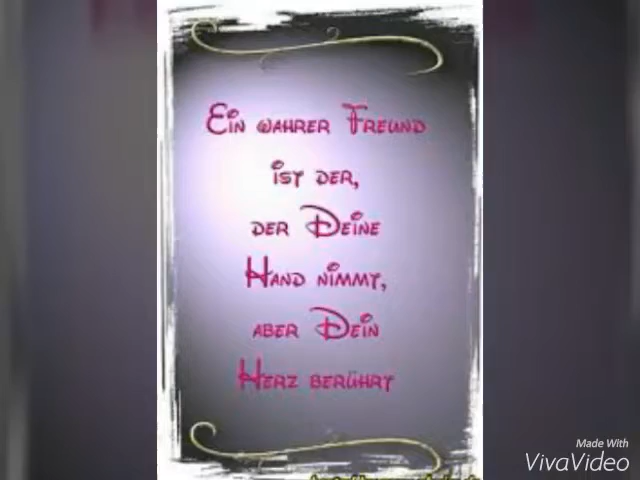 Ein wahrer Freund
ist der,
der Deine
Hand nimmt,
aber Dein
Herz berührt
Made With
VivaVideo